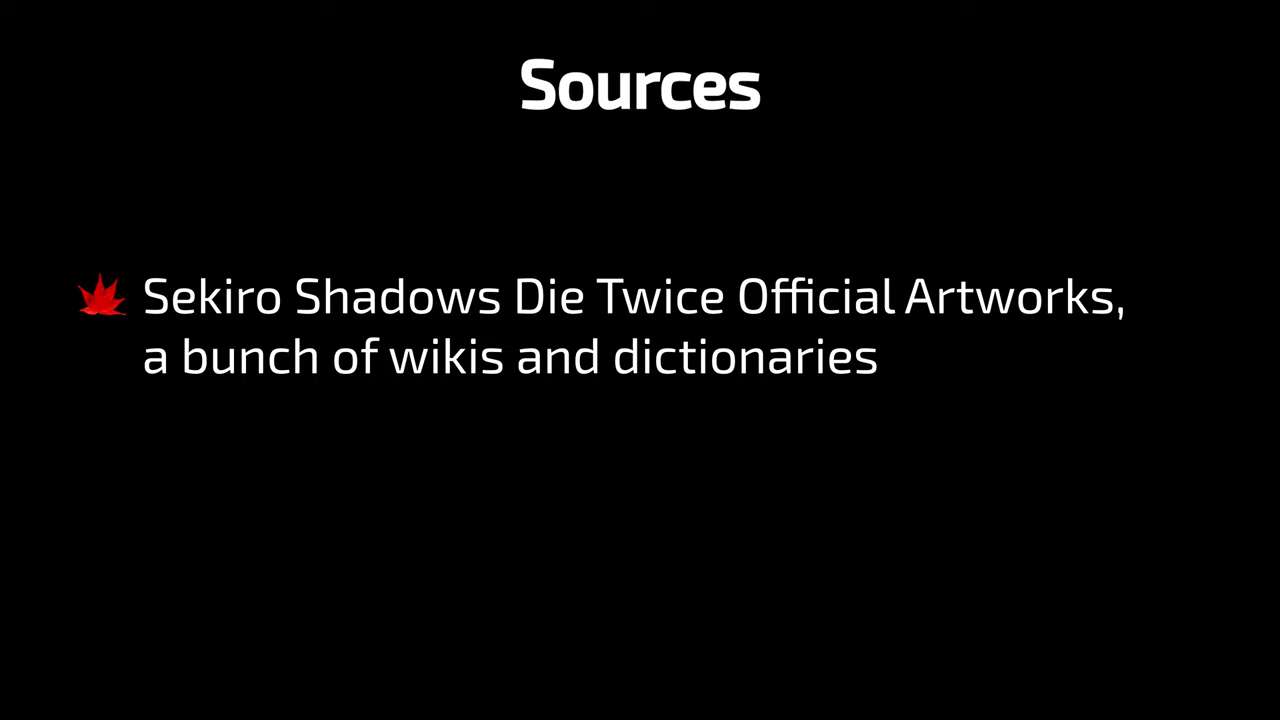 Sources
Sekiro Shadows Die Twice Official Artworks,
a bunch of wikis and dictionaries